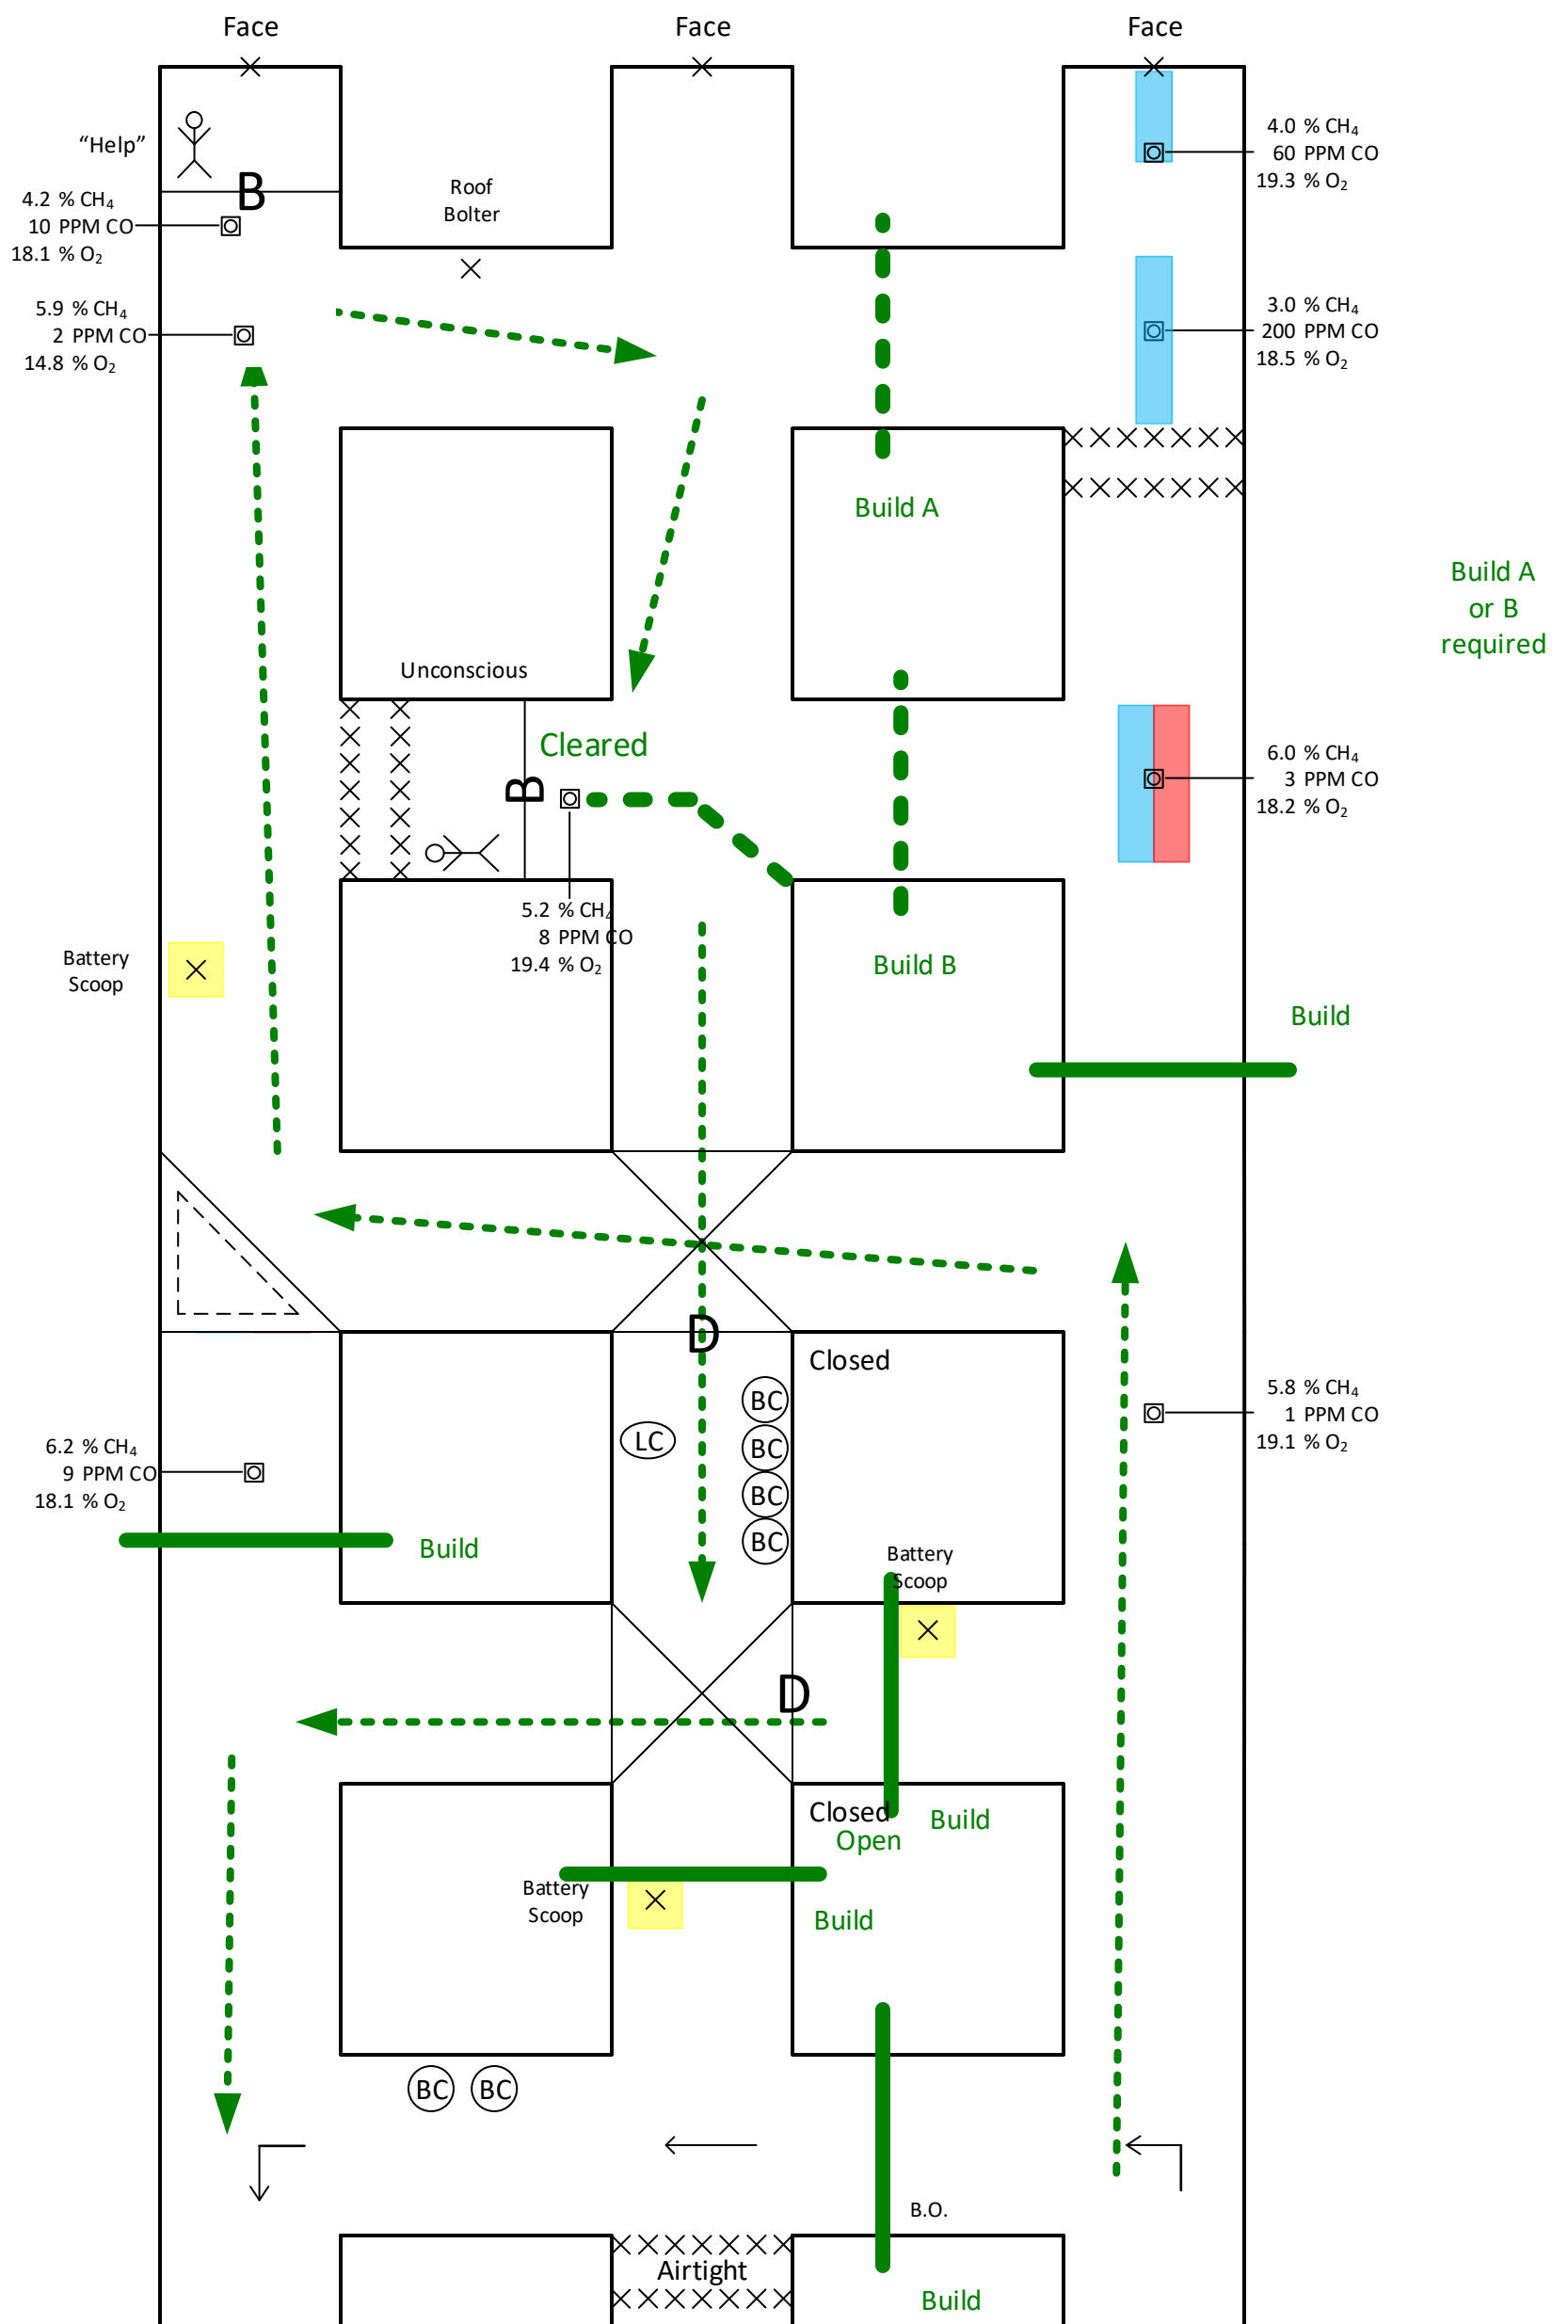 Face
Face
Face
“Help”
B
4.2 % CH₄
10 PPM CO
18.1 % O₂
Roof
Bolter
4.0 % CH₄
60 PPM CO
19.3 % O₂
5.9 % CH₄
2 PPM CO
14.8 % O₂
3.0 % CH₄
200 PPM CO
18.5 % O₂
Build A
Build A
or B
required
Unconscious
Cleared
B
6.0 % CH₄
3 PPM CO
18.2 % O₂
5.2 % CH₄
8 PPM CO
19.4 % O₂
Battery
Scoop
Build B
Build
D
Closed
BC
BC
BC
BC
LC
5.8 % CH₄
1 PPM CO
19.1 % O₂
6.2 % CH₄
9 PPM CO
18.1 % O₂
Build
Battery
Scoop
D
Closed
Open
Build
Battery
Scoop
Build
BC
BC
B.O.
Airtight
Build